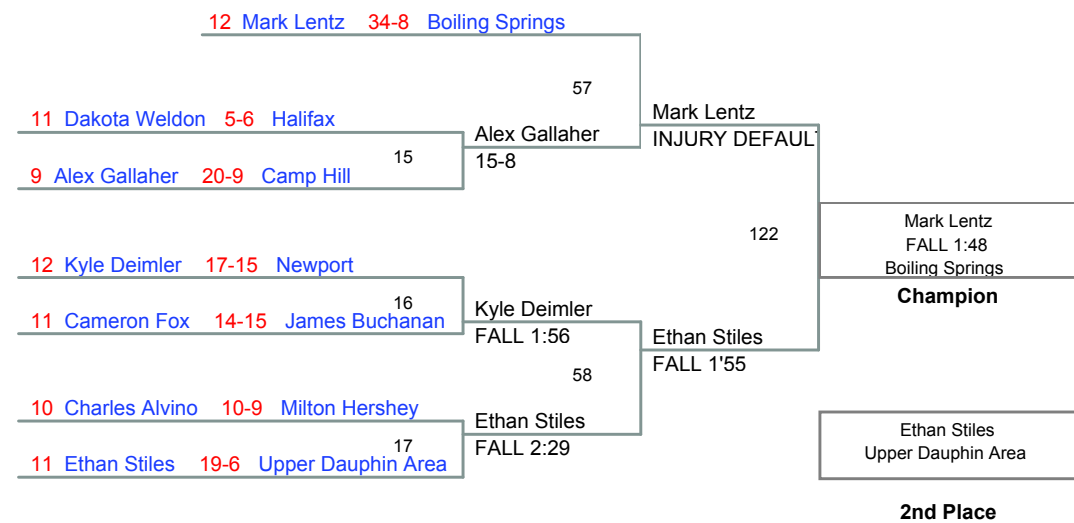 12 Mark Lentz 34-8 Boiling Springs
57
11 Dakota Weldon 5-6 Halifax
15
9 Alex Gallaher 20-9 Camp Hill
Alex Gallaher
15-8
Mark Lentz
INJURY DEFAUL
12 Kyle Deimler 17-15 Newport
16
11 Cameron Fox 14-15 James Buchanan
Kyle Deimler
FALL 1:56
58
10 Charles Alvino 10-9 Milton Hershey
17
11 Ethan Stiles 19-6 Upper Dauphin Area
Ethan Stiles
FALL 2:29
Ethan Stiles
FALL 1'55
122
Mark Lentz
FALL 1:48
Boiling Springs
Champion
Ethan Stiles
Upper Dauphin Area
2nd Place